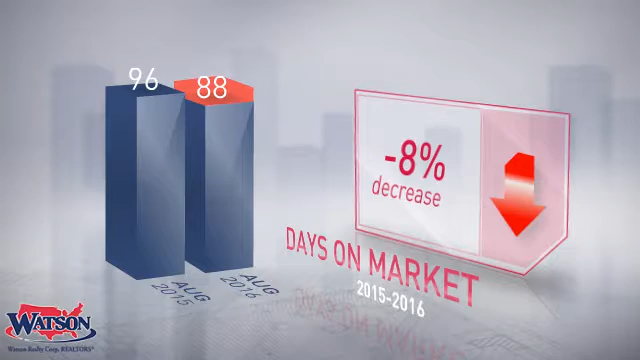 96
88
-8%
decrease
AUG
2015
AUG
2016
DAYS ON MARKET
2015-2016
WATSON
Watson Realty Corp. REALTORS®